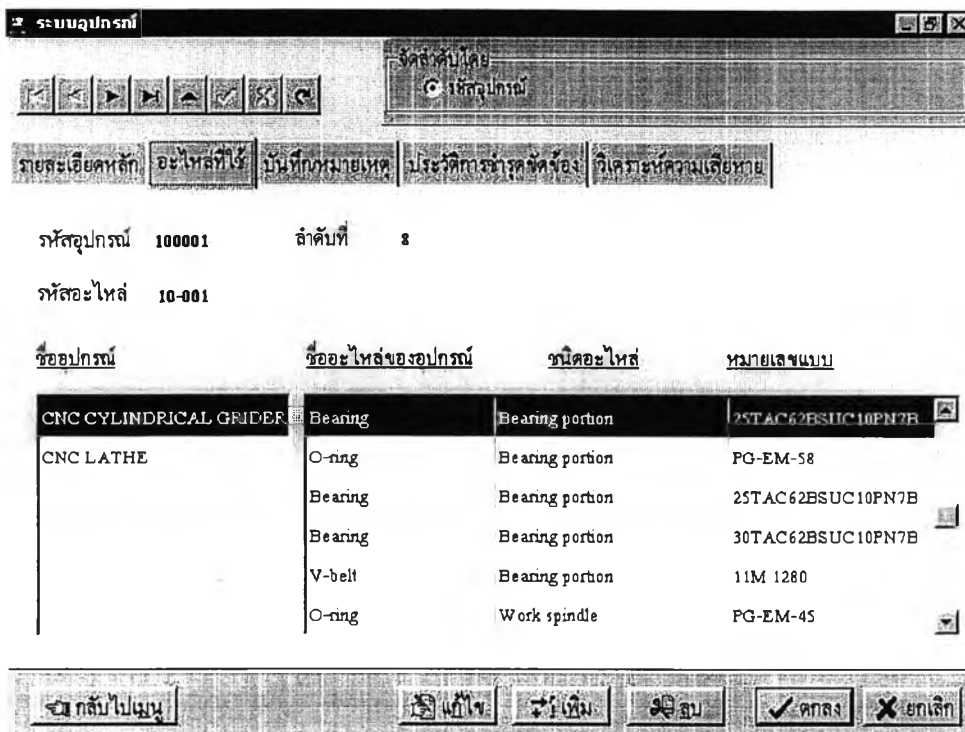 ระบบอุปกรณ์
จัดลำดับโดย
รหัสอุปกรณ์
รายละเอียดหลัก อะไหล่ที่ใช้ บันทึก/หมายเหตุ ประวัติการชำรุดขัดข้อง วิเคราะห์ความเสียหาย
รหัสอุปกรณ์ 100001 ลำดับที่ 8
รหัสอะไหล่ 10-001
ชื่ออุปกรณ์ ชื่ออะไหล่ของอุปกรณ์ ชนิดอะไหล่ หมายเลขแบบ
CNC CYLINDRICAL GRIDER Bearing Bearing portion 25TAC62BSUC10PN7B
CNC LATHE O-ring Bearing portion PG-EM-58
Bearing Bearing portion 25TAC62BSUC10PN7B
Bearing Bearing portion 30TAC62BSUC10PN7B
V-belt Bearing portion 11M 1280
O-ring Work spindle PG-EM-45
กลับไปเมนู แก้ไข เพิ่ม ลบ ตกลง ยกเลิก